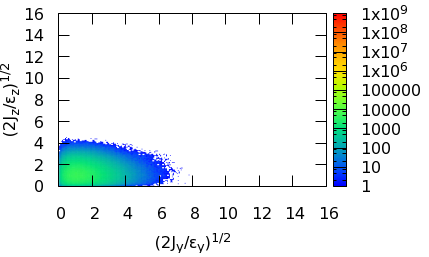 (2J_z/ε_z)^1/2
16
14
12
10
8
6
4
2
0
0 2 4 6 8 10 12 14 16
(2J_y/ε_y)^1/2
1x10^9
1x10^8
1x10^7
1x10^6
100000
10000
1000
100
10
1